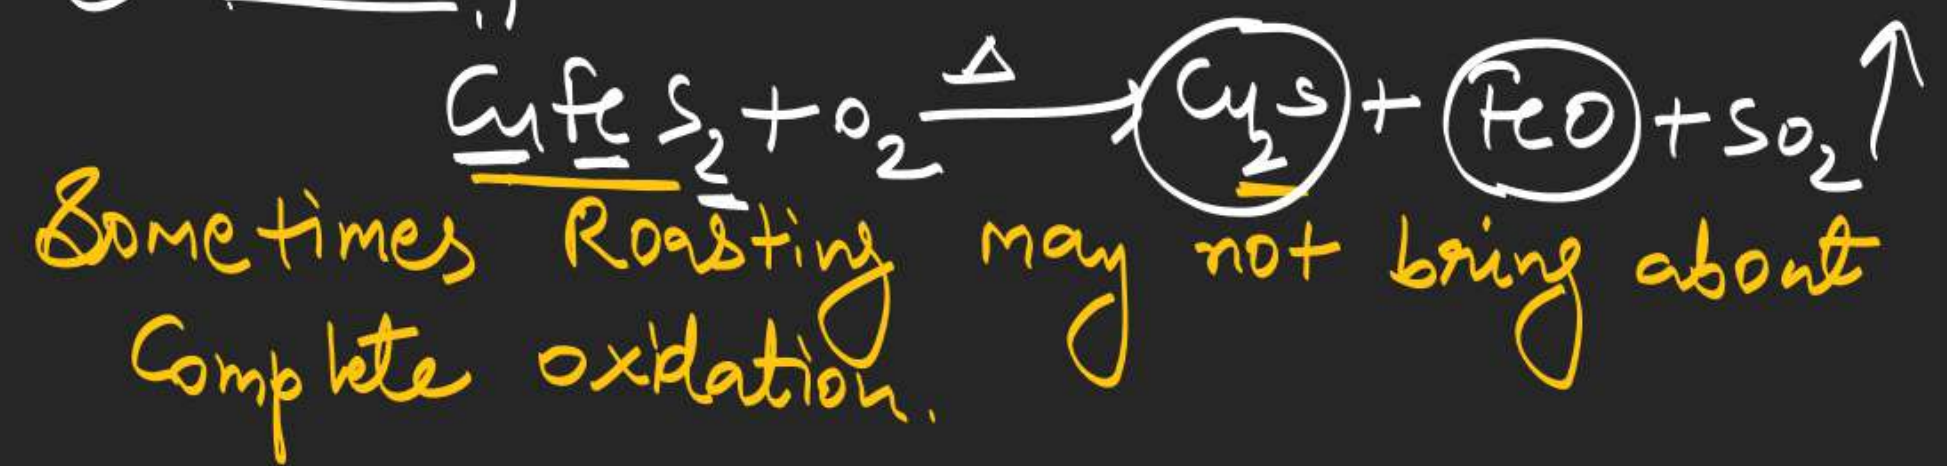 CuFeS₂ + O₂ —Δ→ Cu₂S + FeO + SO₂ ↑
Sometimes Roasting may not bring about
Complete oxidation.